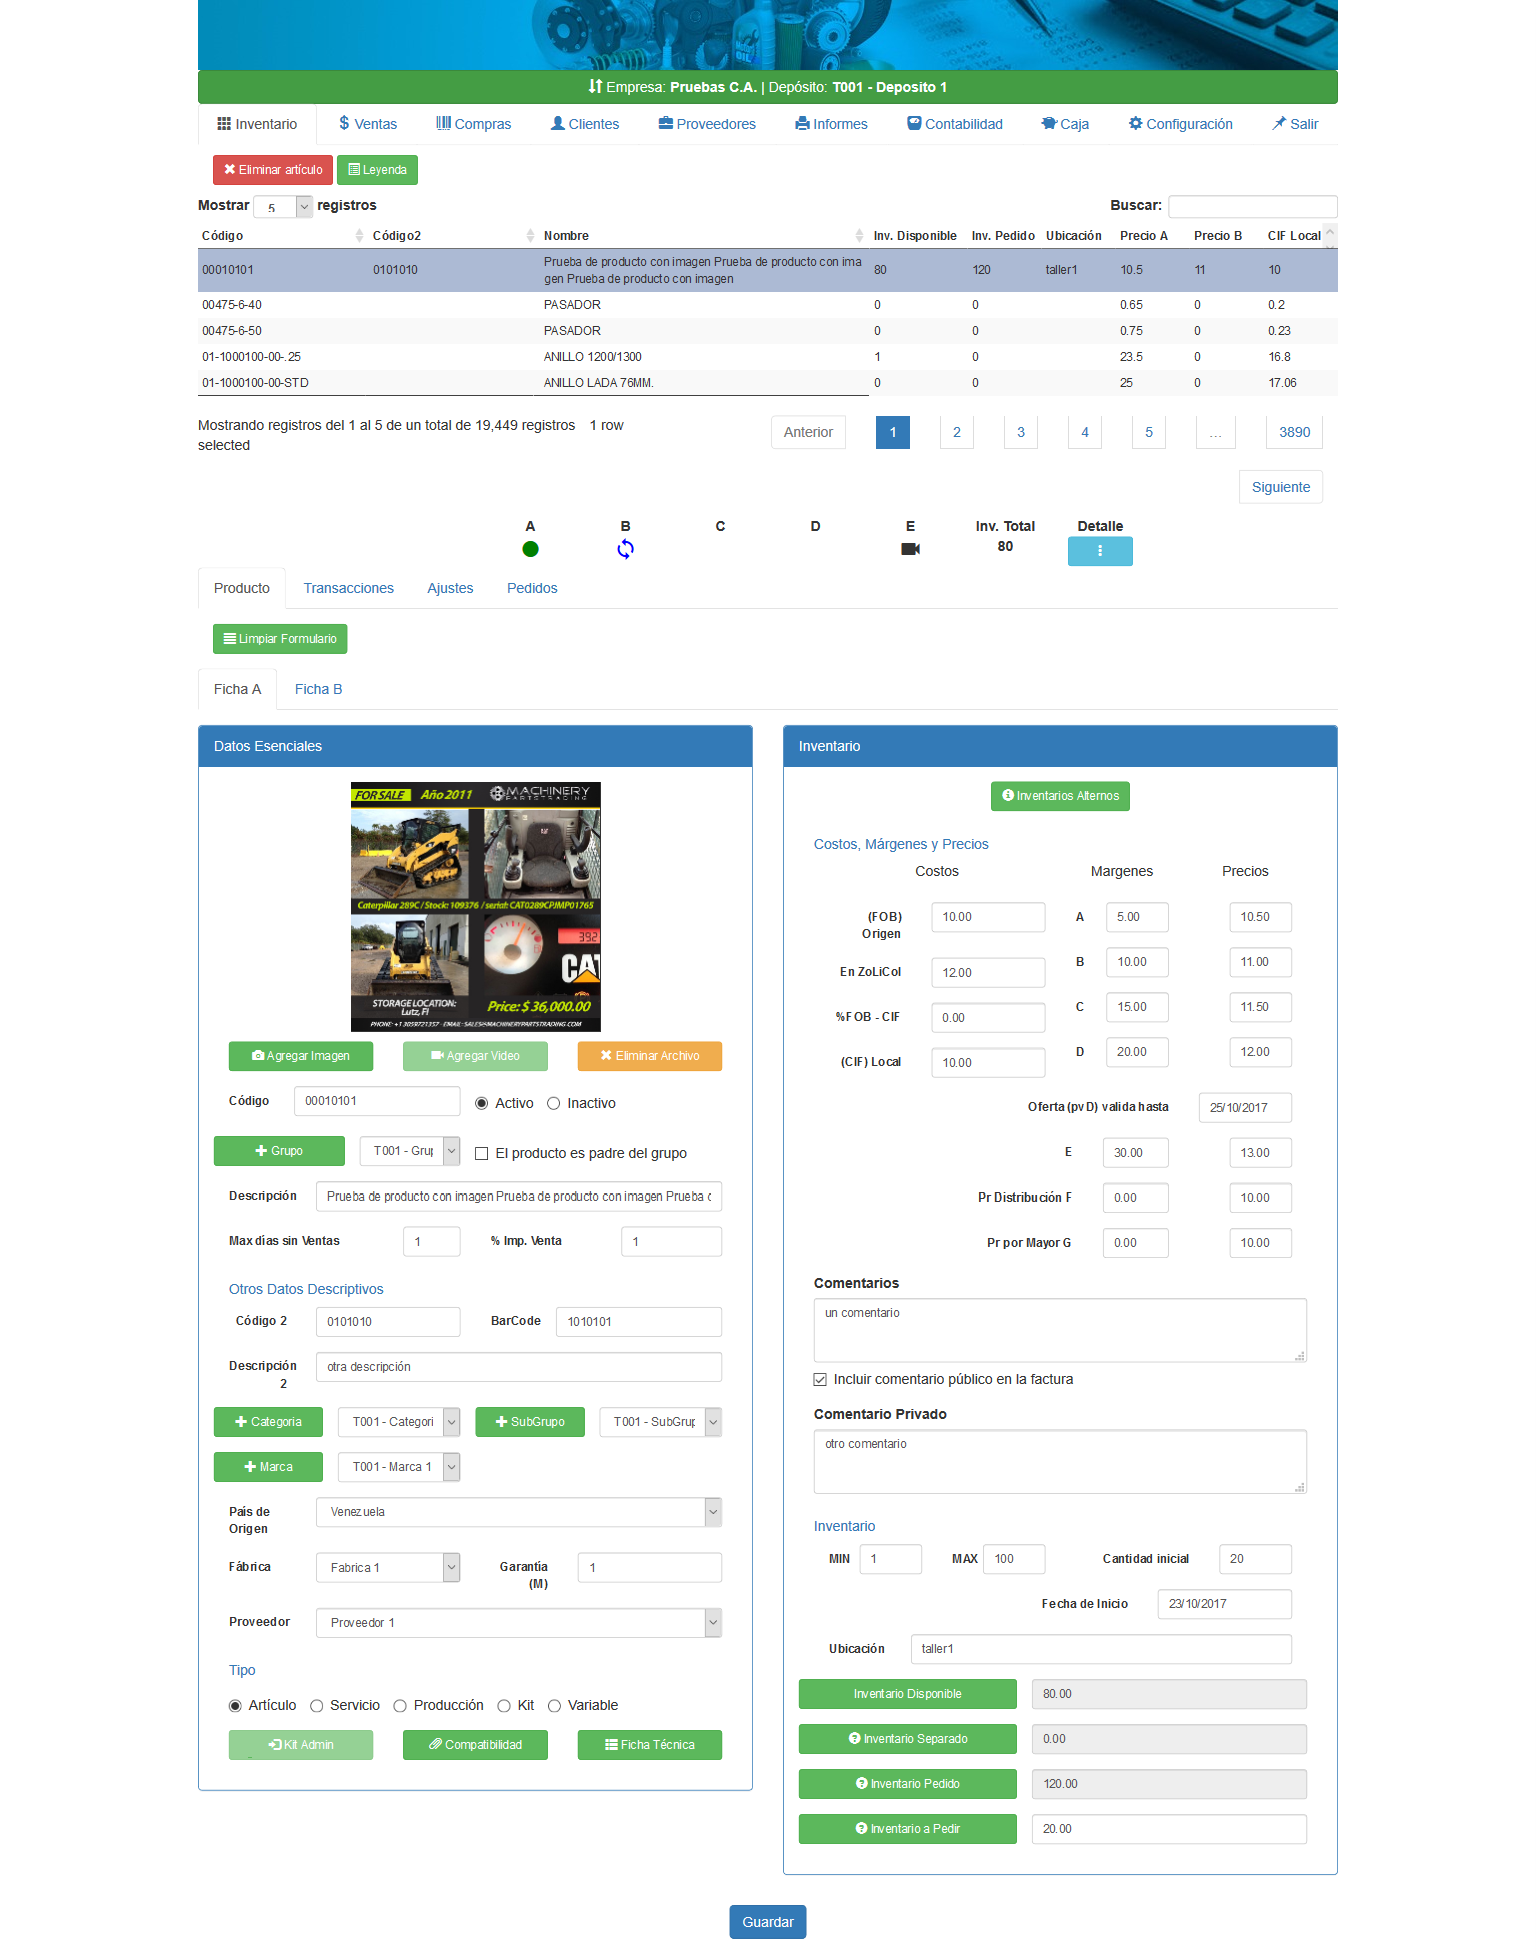 Empresa: Pruebas C.A. | Depósito: T001 - Deposito 1
Inventario Ventas Compras Clientes Proveedores Informes Contabilidad Caja Configuración Salir
Eliminar artículo Leyenda
Mostrar 5 registros Buscar:
Código Código2 Nombre Inv. Disponible Inv. Pedido Ubicación Precio A Precio B CIF Local
00010101 0101010 Prueba de producto con imagen Prueba de producto con ima 80 120 taller1 10.5 11 10
gen Prueba de producto con imagen
00475-6-40 PASADOR 0 0 0.65 0 0.2
00475-6-50 PASADOR 0 0 0.75 0 0.23
01-1000100-00-.25 ANILLO 1200/1300 1 0 23.5 0 16.8
01-1000100-00-STD ANILLO LADA 76MM. 0 0 25 0 17.06
Mostrando registros del 1 al 5 de un total de 19,449 registros 1 row
selected
Anterior 1 2 3 4 5 ... 3890
Siguiente
A B C D E Inv. Total Detalle
80
Producto Transacciones Ajustes Pedidos
Limpiar Formulario
Ficha A Ficha B
Datos Esenciales
FOR SALE Año 2011 MACHINERY
PARTSTRADING
Caterpillar 289C / Stock: 109376 / serial: CAT0289CPJMP01765
392
CAT
STORAGE LOCATION:
Lutz, Fl
Price: $ 36,000.00
PHONE: +1 3059721357 - EMAIL: SALES@MACHINERYPARTSTRADING.COM
Agregar Imagen Agregar Video Eliminar Archivo
Código 00010101 Activo Inactivo
Grupo T001 - Gru El producto es padre del grupo
Descripción Prueba de producto con imagen Prueba de producto con imagen Prueba
Max días sin Ventas 1 % Imp. Venta 1
Otros Datos Descriptivos
Código 2 0101010 BarCode 1010101
Descripción
2 otra descripción
Categoria T001 - Categori SubGrupo T001 - SubGru
Marca T001 - Marca 1
País de
Origen Venezuela
Fábrica Fabrica 1 Garantía
(M) 1
Proveedor Proveedor 1
Tipo
Artículo Servicio Producción Kit Variable
Kit Admin Compatibilidad Ficha Técnica
Inventario
Inventarios Alternos
Costos, Márgenes y Precios
Costos Margenes Precios
(FOB)
Origen 10.00 A 5.00 10.50
En ZoLiCol 12.00 B 10.00 11.00
%FOB - CIF 0.00 C 15.00 11.50
(CIF) Local 10.00 D 20.00 12.00
Oferta (pvD) valida hasta 25/10/2017
E 30.00 13.00
Pr Distribución F 0.00 10.00
Pr por Mayor G 0.00 10.00
Comentarios
un comentario
Incluir comentario público en la factura
Comentario Privado
otro comentario
Inventario
MIN 1 MAX 100 Cantidad inicial 20
Fecha de Inicio 23/10/2017
Ubicación taller1
Inventario Disponible 80.00
Inventario Separado 0.00
Inventario Pedido 120.00
Inventario a Pedir 20.00
Guardar